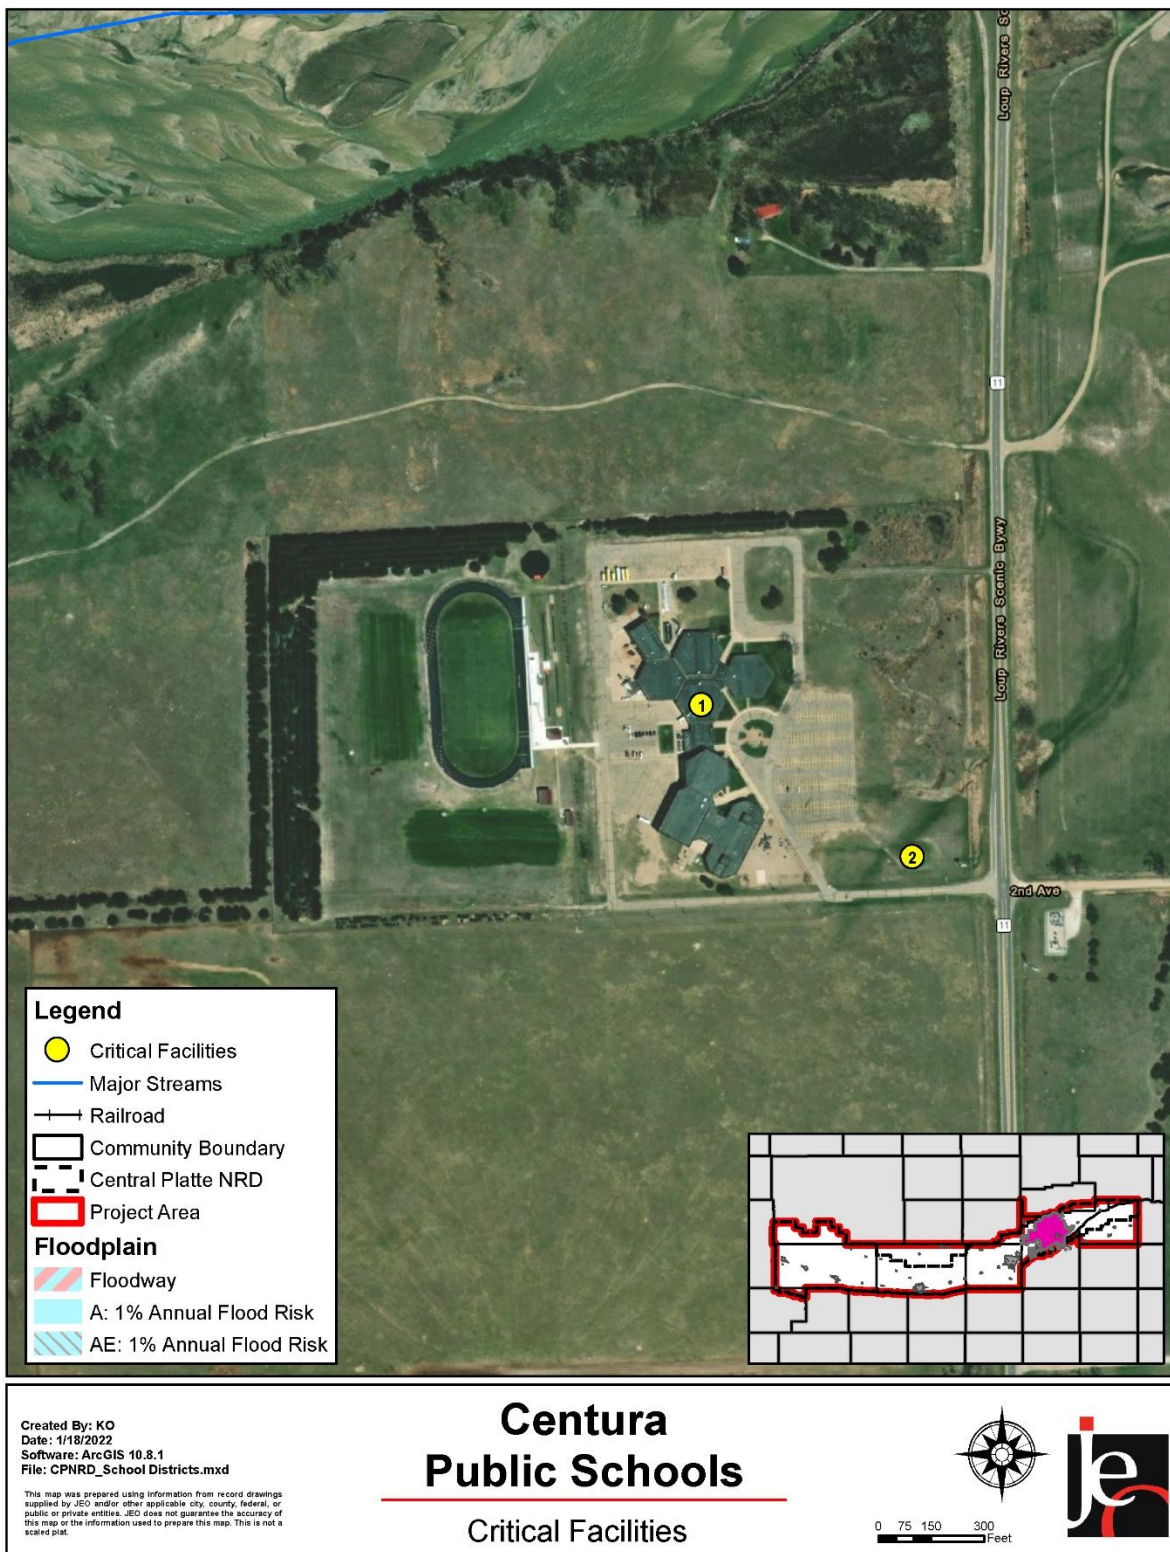 Loup Rivers Sc
11
Loup Rivers Scenic Bywy
1
2
2nd Ave
11
Legend
Critical Facilities
Major Streams
Railroad
Community Boundary
Central Platte NRD
Project Area
Floodplain
Floodway
A: 1% Annual Flood Risk
AE: 1% Annual Flood Risk
Created By: KO
Date: 1/18/2022
Software: ArcGIS 10.8.1
File: CPNRD_School Districts.mxd
This map was prepared using information from record drawings
supplied by JEO and/or other applicable city, county, federal, or
public or private entities. JEO does not guarantee the accuracy of
this map or the information used to prepare this map. This is not a
scaled plat.
Centura
Public Schools
Critical Facilities
0 75 150 300
Feet
jeo